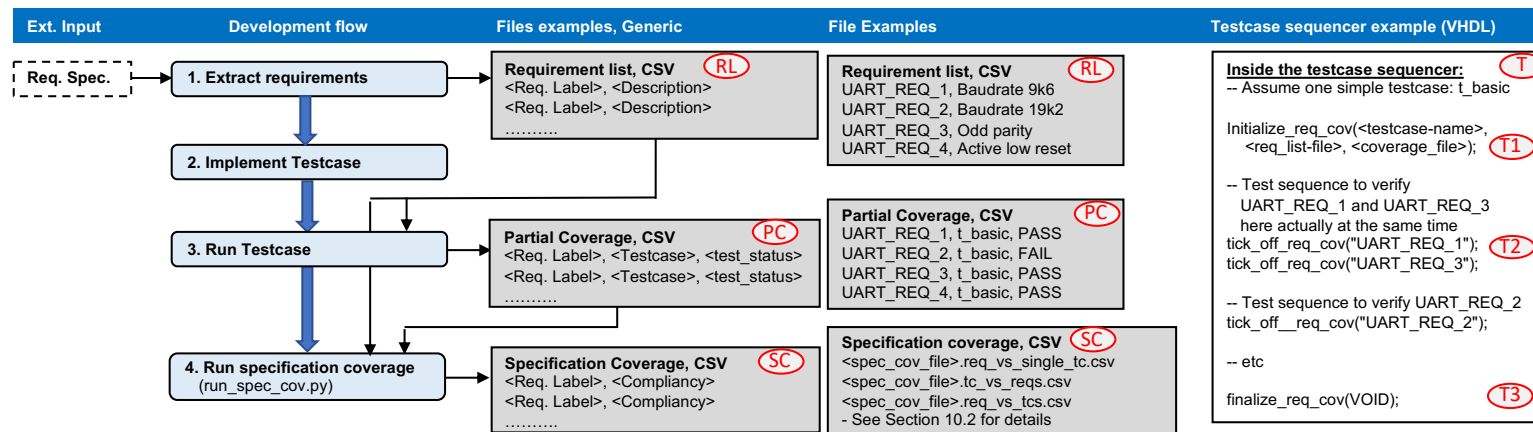 Ext. Input
Development flow
Files examples, Generic
File Examples
Testcase sequencer example (VHDL)
Req. Spec.
1. Extract requirements
2. Implement Testcase
3. Run Testcase
4. Run specification coverage
(run_spec_cov.py)
Requirement list, CSV RL
<Req. Label>, <Description>
<Req. Label>, <Description>
……….
Partial Coverage, CSV PC
<Req. Label>, <Testcase>, <test_status>
<Req. Label>, <Testcase>, <test_status>
……….
Specification Coverage, CSV SC
<Req. Label>, <Compliancy>
<Req. Label>, <Compliancy>
……….
Requirement list, CSV RL
UART_REQ_1, Baudrate 9k6
UART_REQ_2, Baudrate 19k2
UART_REQ_3, Odd parity
UART_REQ_4, Active low reset
Partial Coverage, CSV PC
UART_REQ_1, t_basic, PASS
UART_REQ_2, t_basic, FAIL
UART_REQ_3, t_basic, PASS
UART_REQ_4, t_basic, PASS
Specification coverage, CSV SC
<spec_cov_file>.req_vs_single_tc.csv
<spec_cov_file>.tc_vs_reqs.csv
<spec_cov_file>.req_vs_tcs.csv
- See Section 10.2 for details
Inside the testcase sequencer: T
-- Assume one simple testcase: t_basic
Initialize_req_cov(<testcase-name>,
<req_list-file>, <coverage_file>); T1
-- Test sequence to verify
UART_REQ_1 and UART_REQ_3
here actually at the same time
tick_off_req_cov("UART_REQ_1"); T2
tick_off_req_cov("UART_REQ_3");
-- Test sequence to verify UART_REQ_2
tick_off__req_cov("UART_REQ_2");
-- etc
finalize_req_cov(VOID); T3